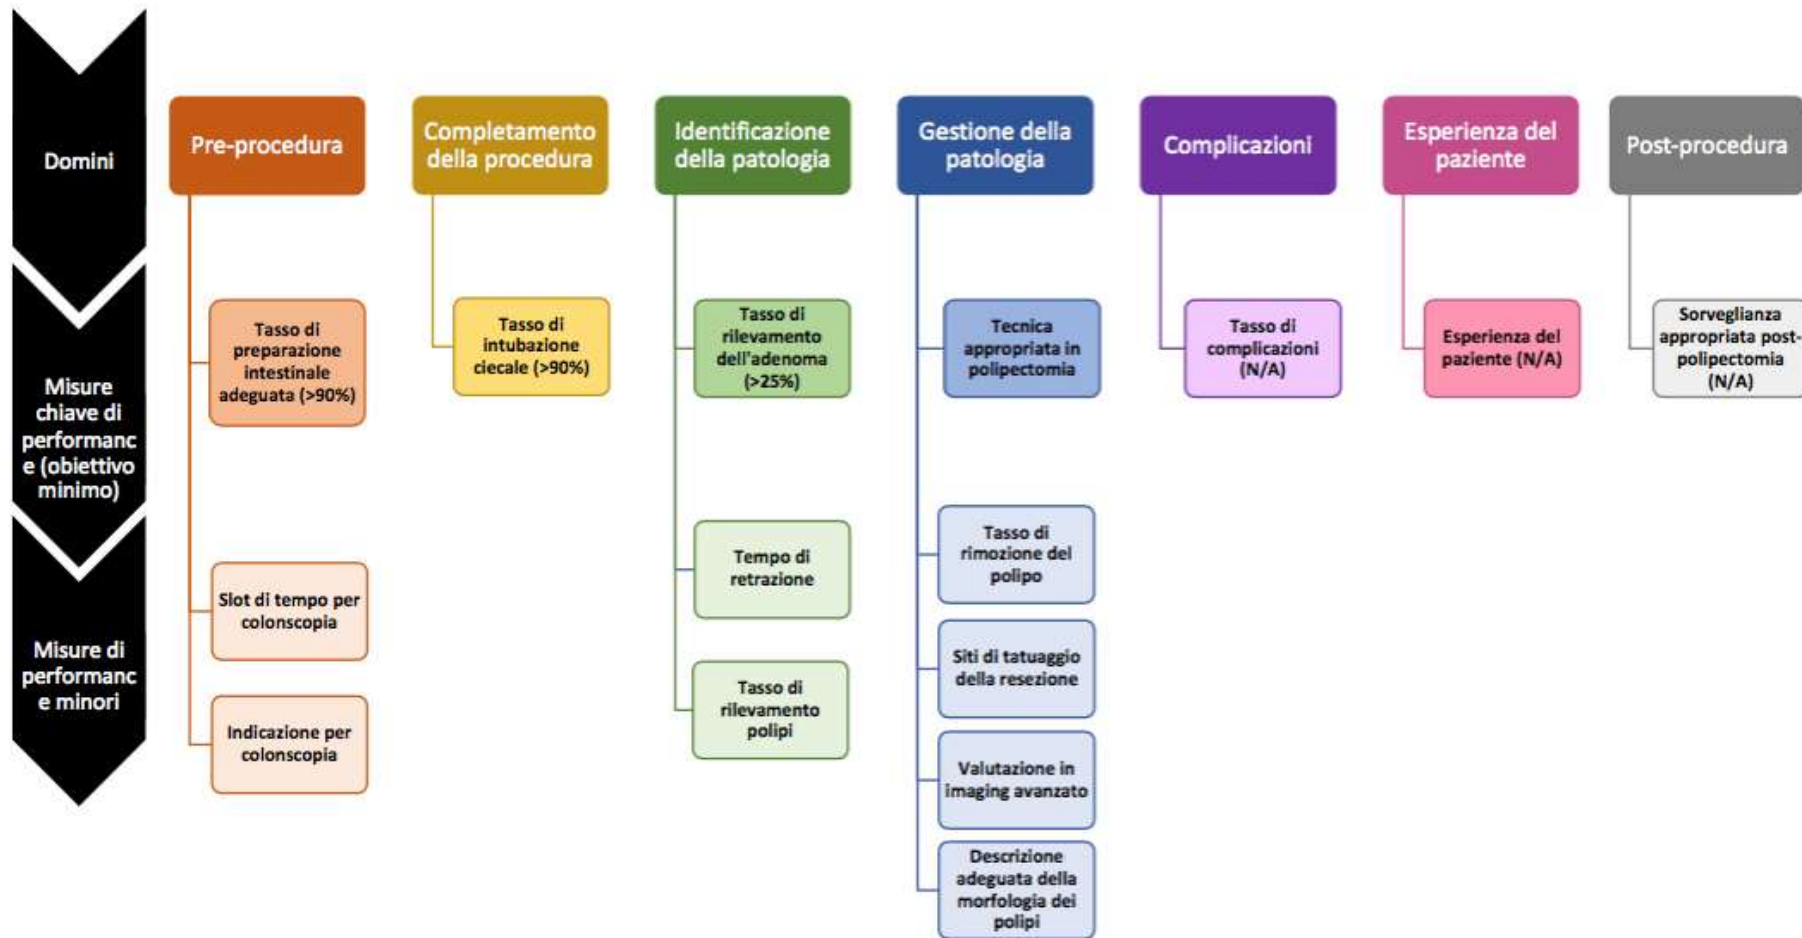 Domini
Pre-procedura
Completamento
della procedura
Identificazione
della patologia
Gestione della
patologia
Complicazioni
Esperienza del
paziente
Post-procedura
Misure
chiave di
performanc
e (obiettivo
minimo)
Tasso di
preparazione
intestinale
adeguata (>90%)
Tasso di
intubazione
ciecale (>90%)
Tasso di
rilevamento
dell'adenoma
(>25%)
Tecnica
appropriata in
polipectomia
Tasso di
complicazioni
(N/A)
Esperienza del
paziente (N/A)
Sorveglianza
appropriata post-
polipectomia
(N/A)
Misure di
performanc
e minori
Slot di tempo per
colonscopia
Indicazione per
colonscopia
Tempo di
retrazione
Tasso di
rilevamento
polipi
Tasso di
rimozione del
polipo
Siti di tatuaggio
della resezione
Valutazione in
imaging avanzato
Descrizione
adeguata della
morfologia dei
polipi